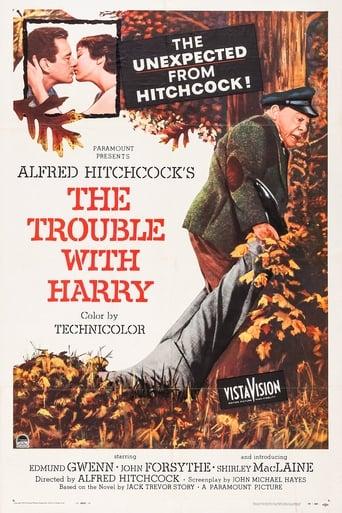 THE
UNEXPECTED
FROM
HITCHCOCK!
PARAMOUNT
PRESENTS
ALFRED HITCHCOCK'S
THE
TROUBLE
WITH
HARRY
Color by
TECHNICOLOR
VISTAVISION
starring
and introducing
EDMUND GWENN • JOHN FORSYTHE • SHIRLEY MacLAINE
Directed by ALFRED HITCHCOCK • Screenplay by JOHN MICHAEL HAYES
Based on the Novel by JACK TREVOR STORY • A PARAMOUNT PICTURE